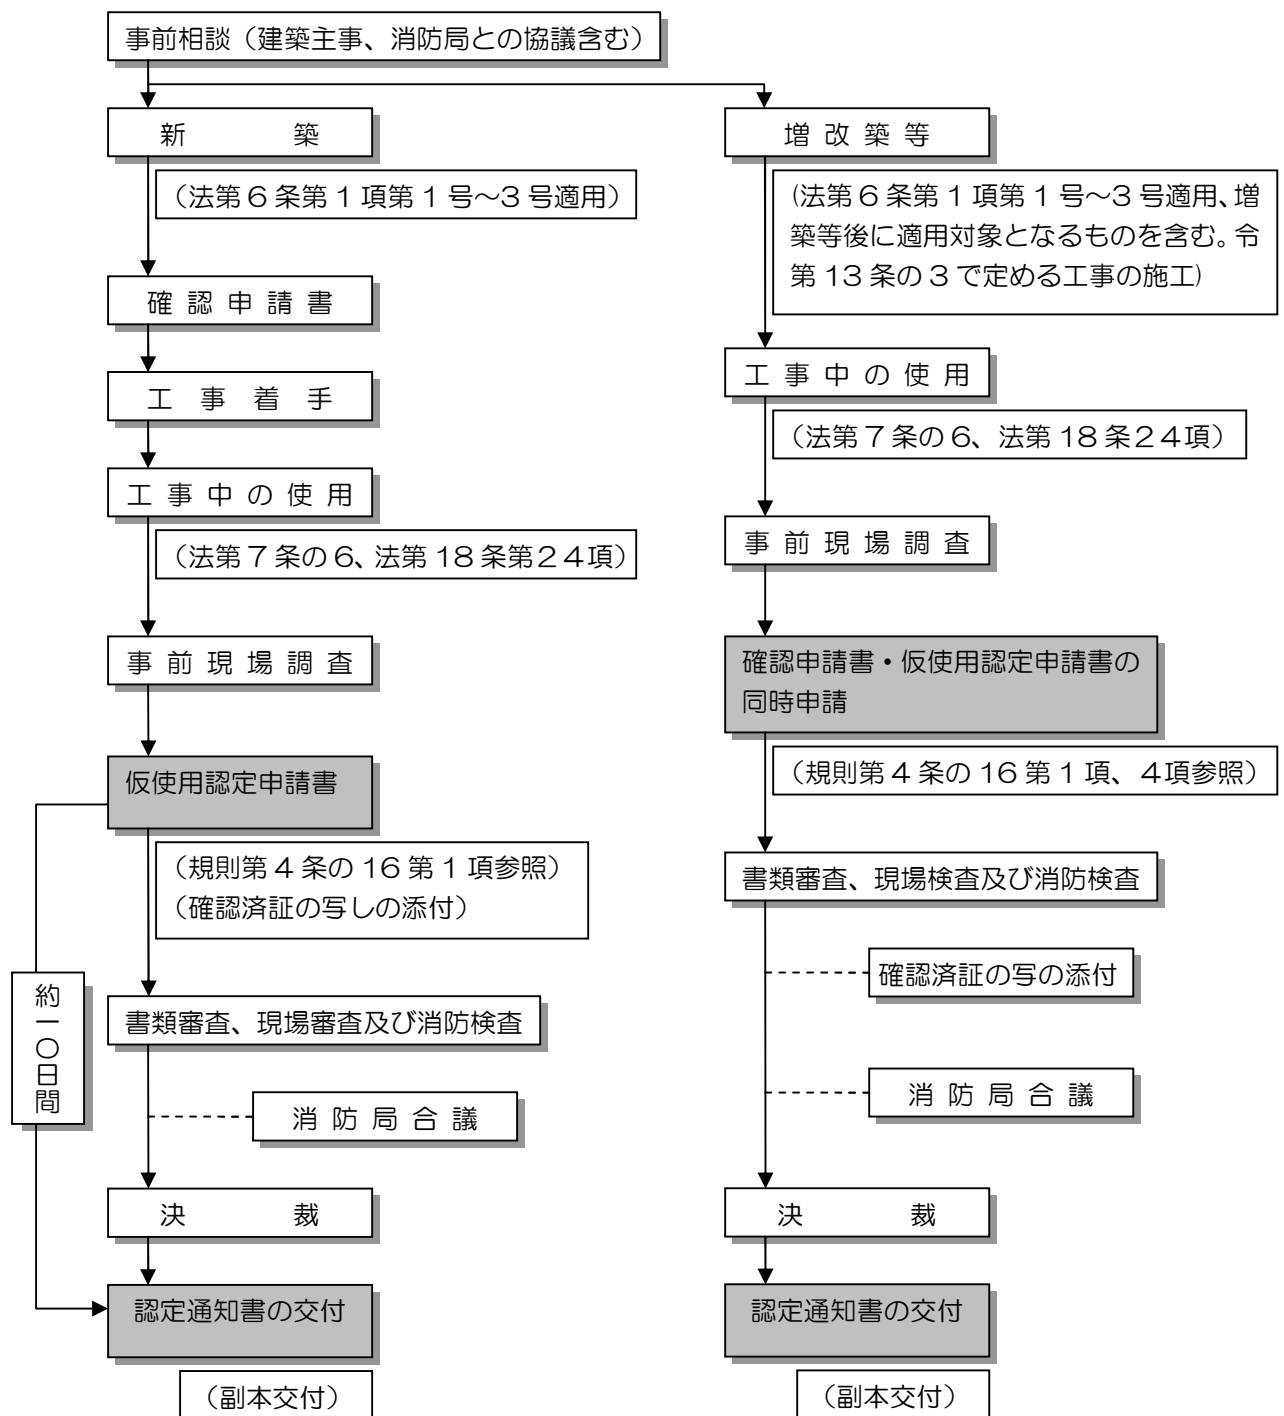 事前相談（建築主事、消防局との協議含む）
新　　　築
（法第6条第1項第1号～3号適用）
確認申請書
工事着手
工事中の使用
（法第7条の6、法第18条第24項）
事前現場調査
仮使用認定申請書
（規則第4条の16第1項参照）
（確認済証の写しの添付）
約一〇日間
書類審査、現場審査及び消防検査
消防局合議
決　　　裁
認定通知書の交付
（副本交付）
増改築等
(法第6条第1項第1号～3号適用、増
築等後に適用対象となるものを含む。令
第13条の3で定める工事の施工)
工事中の使用
（法第7条の6、法第18条24項）
事前現場調査
確認申請書・仮使用認定申請書の
同時申請
（規則第4条の16第1項、4項参照）
書類審査、現場検査及び消防検査
確認済証の写の添付
消防局合議
決　　　裁
認定通知書の交付
（副本交付）